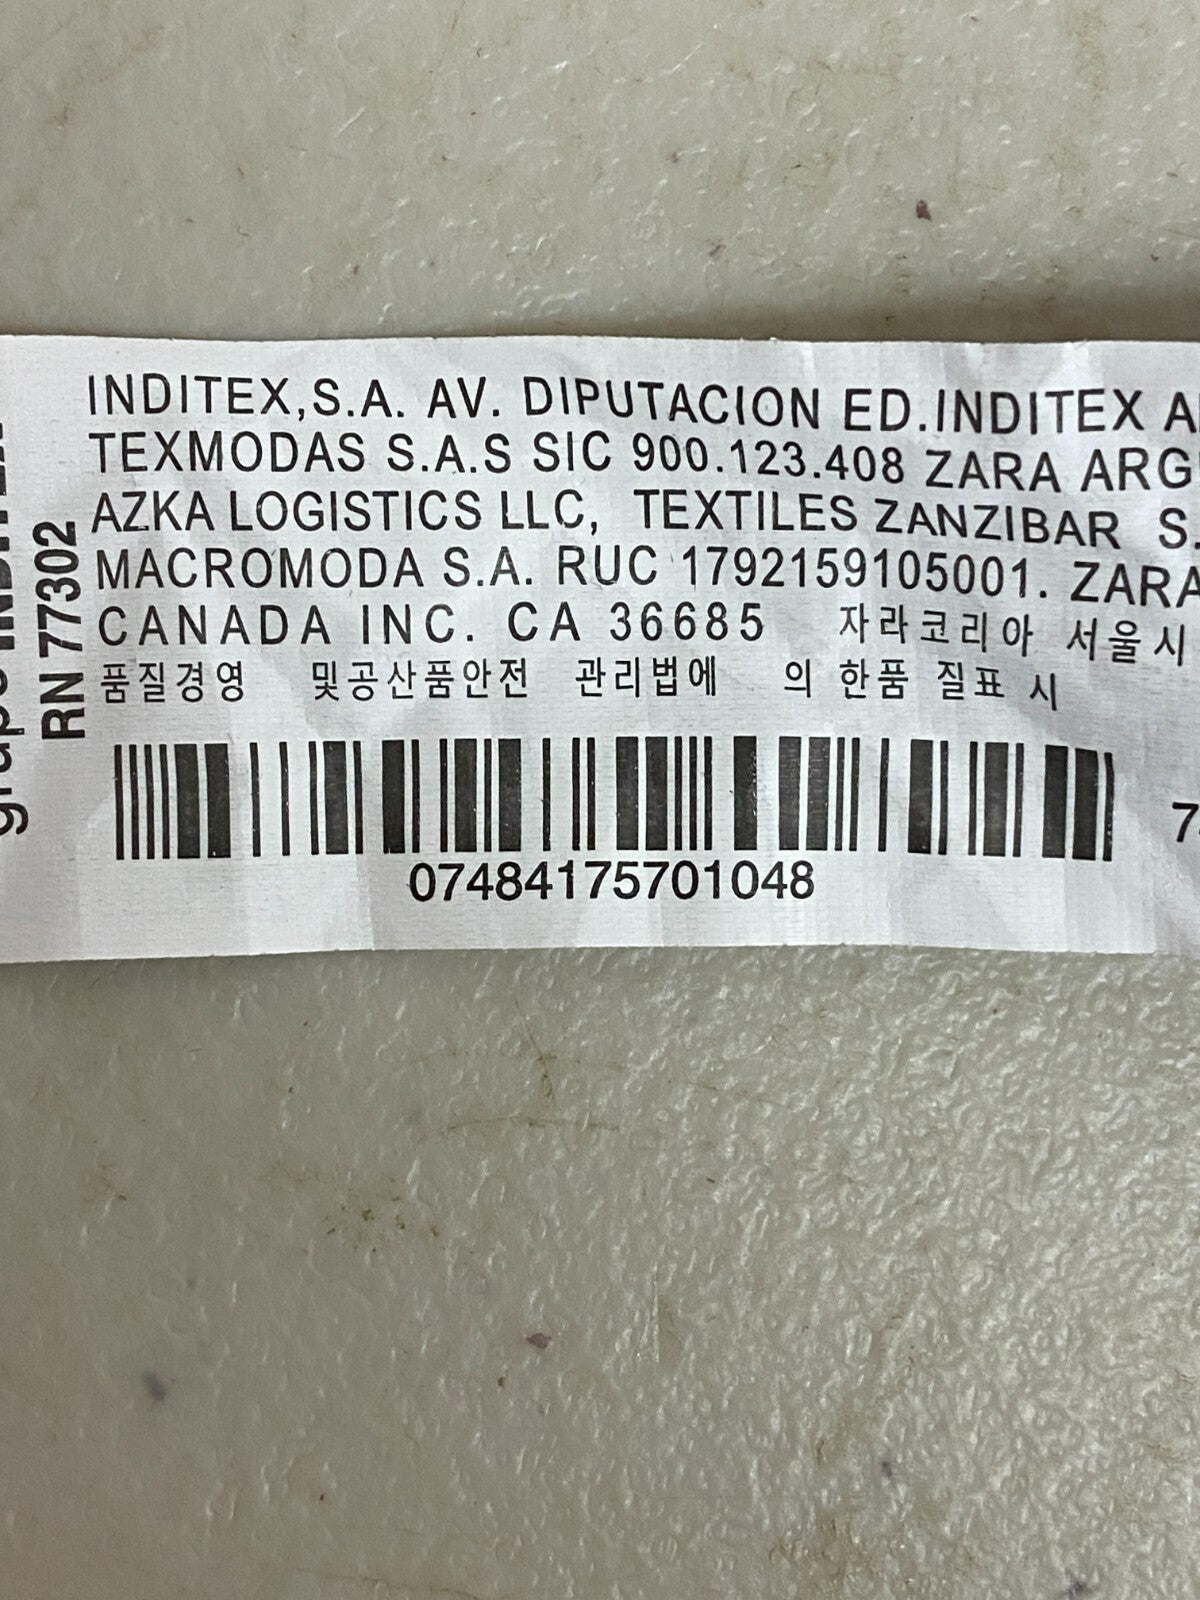 INDITEX,S.A. AV. DIPUTACION ED.INDITEX
TEXMODAS S.A.S SIC 900.123.408 ZARA
AZKA LOGISTICS LLC, TEXTILES ZANZIBAR S.
MACROMODA S.A. RUC 1792159105001. ZARA
CANADA INC. CA 36685 자라코리아 서울시
품질경영 및공산품안전 관리법에 의 한품 질표 시
07484175701048
RN 77302